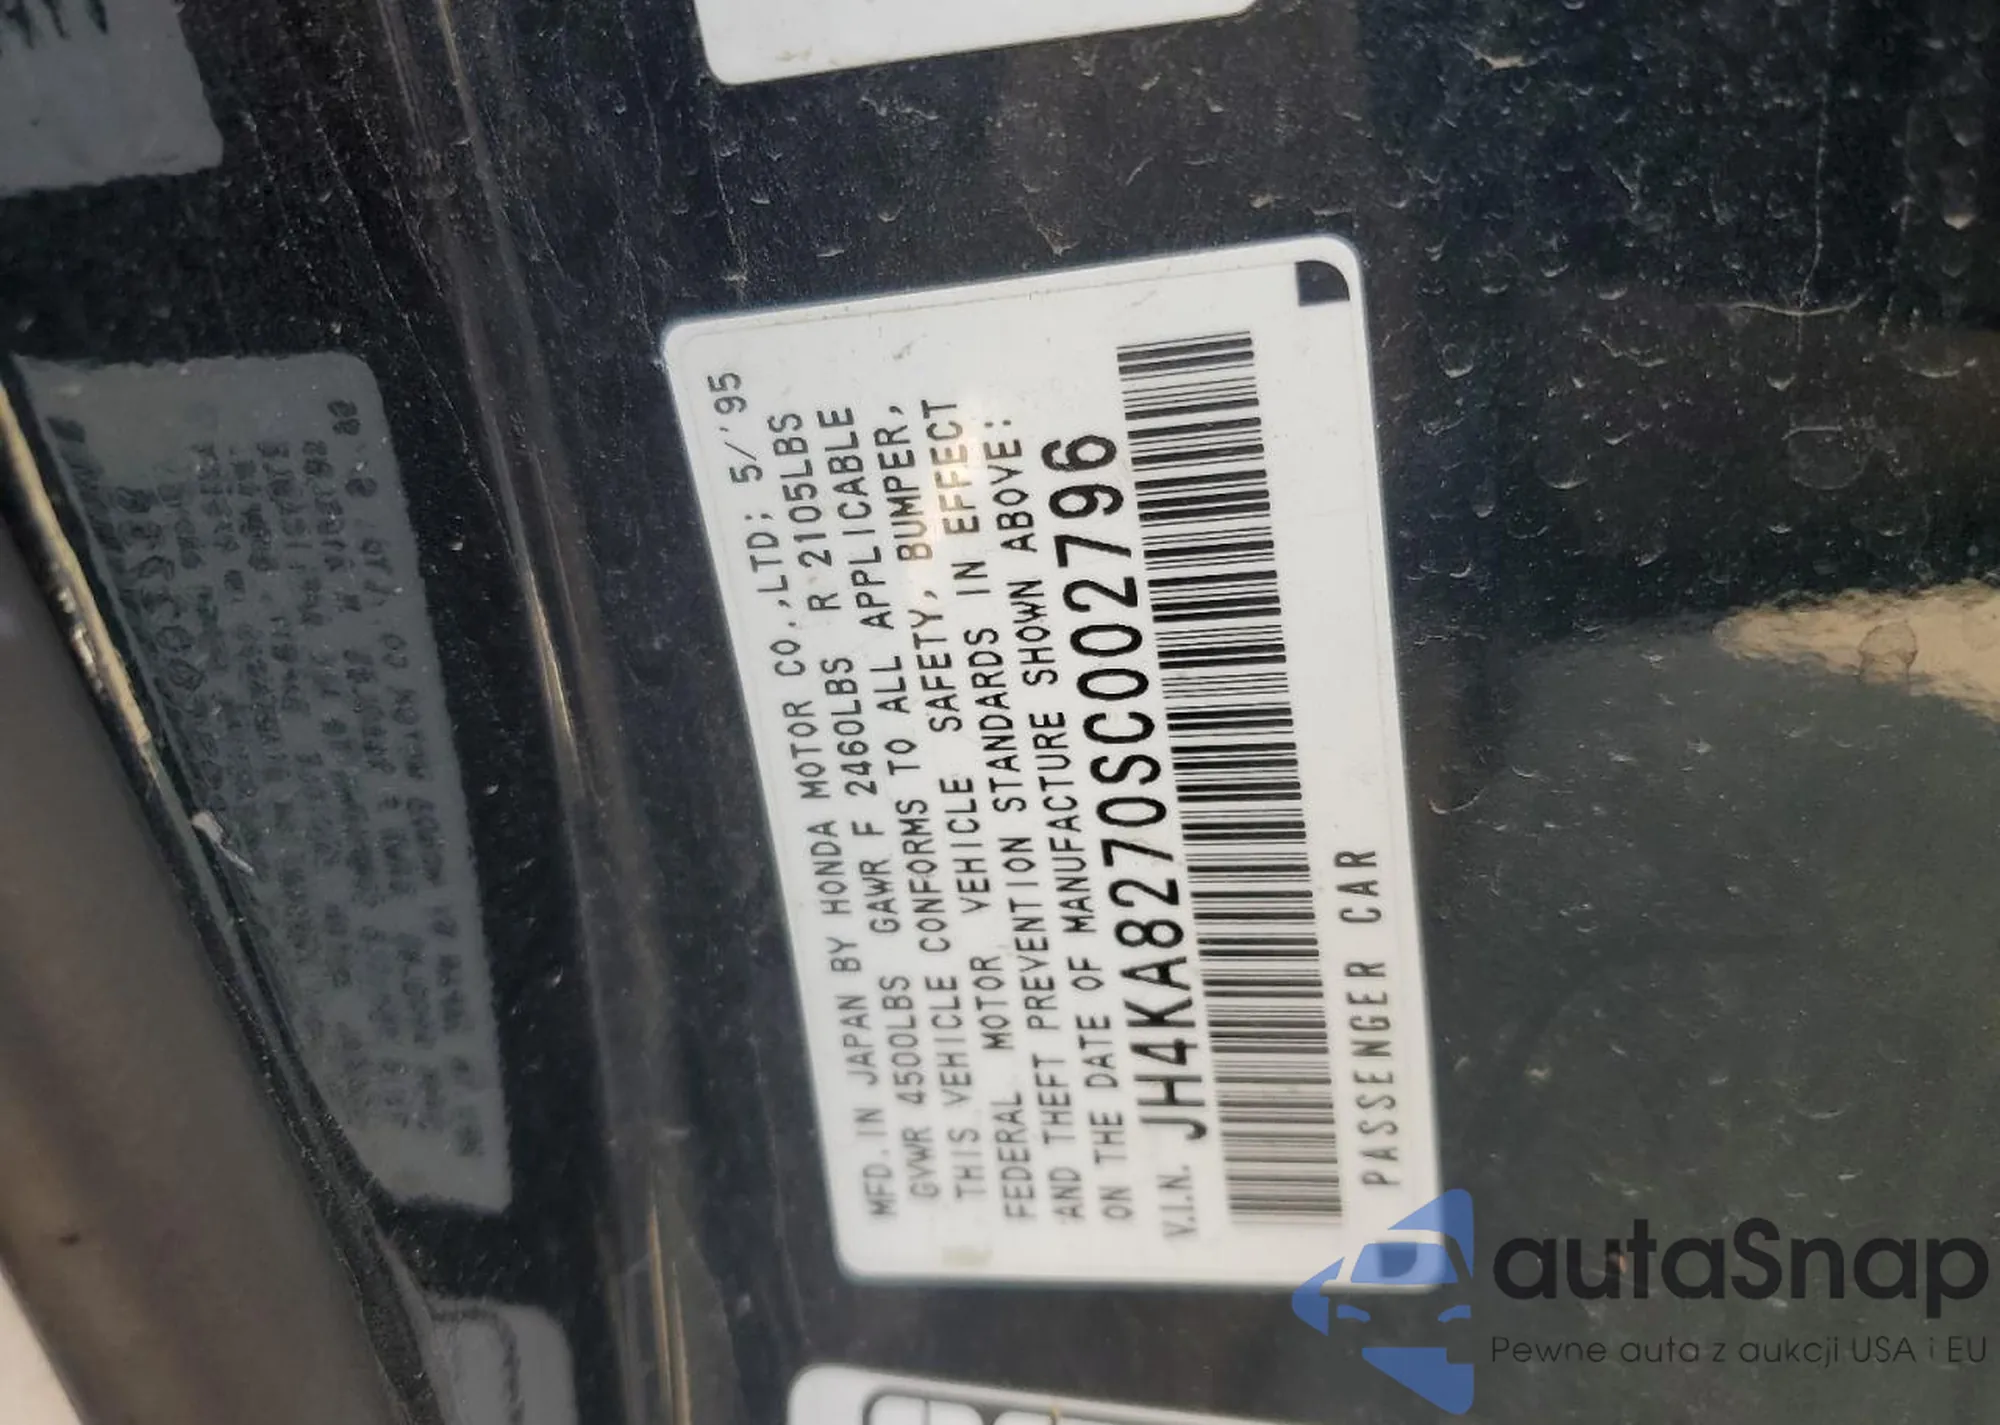 MFD. IN JAPAN BY HONDA MOTOR CO.,LTD; 5/'95
GVWR 4500LBS GAWR F 2460LBS R 2105LBS
THIS VEHICLE CONFORMS TO ALL APPLICABLE
FEDERAL MOTOR VEHICLE SAFETY, BUMPER,
AND THEFT PREVENTION STANDARDS IN EFFECT
ON THE DATE OF MANUFACTURE SHOWN ABOVE:
V.I.N. JH4KA8270SC002796
PASSENGER CAR
autaSnap
Pewne auta z aukcji USA i EU